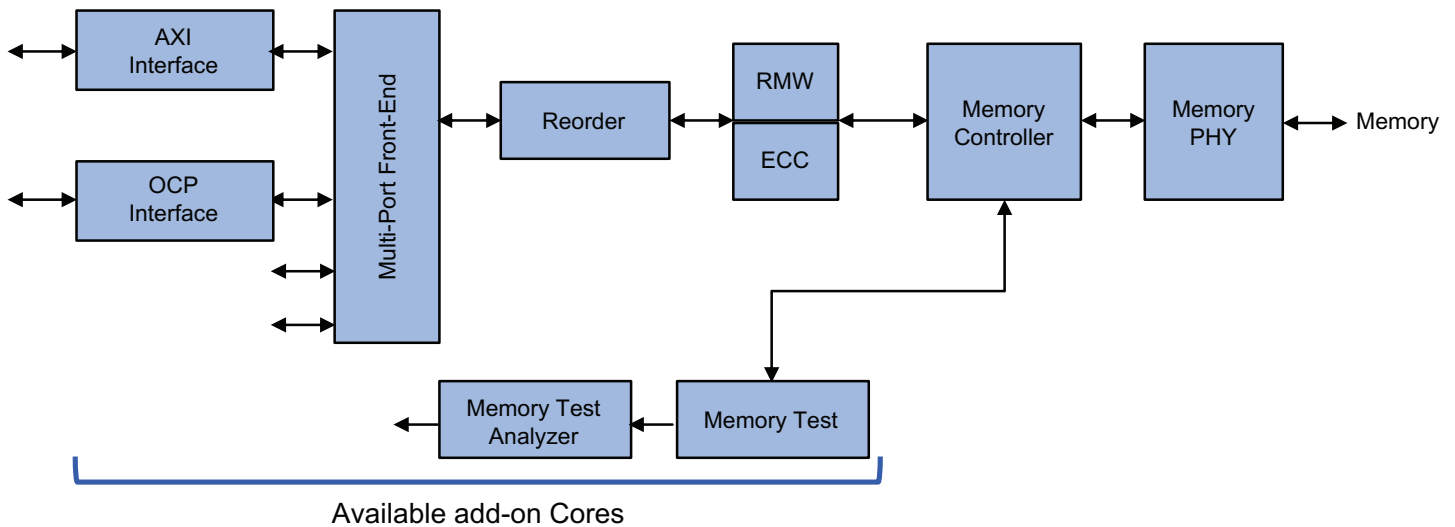 AXI
Interface
OCP
Interface
Multi-Port Front-End
Reorder
RMW
ECC
Memory
Controller
Memory
PHY
Memory
Memory Test
Analyzer
Memory Test
Available add-on Cores